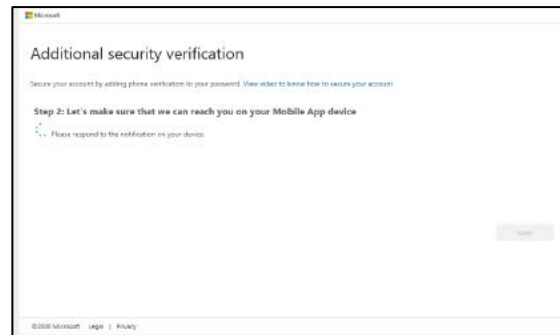 Microsoft
Additional security verification
Secure your account by adding phone verification to your password. View video to know how to secure your account
Step 2: Let's make sure that we can reach you on your Mobile App device
Please respond to the notification on your device.
©2020 Microsoft Legal | Privacy